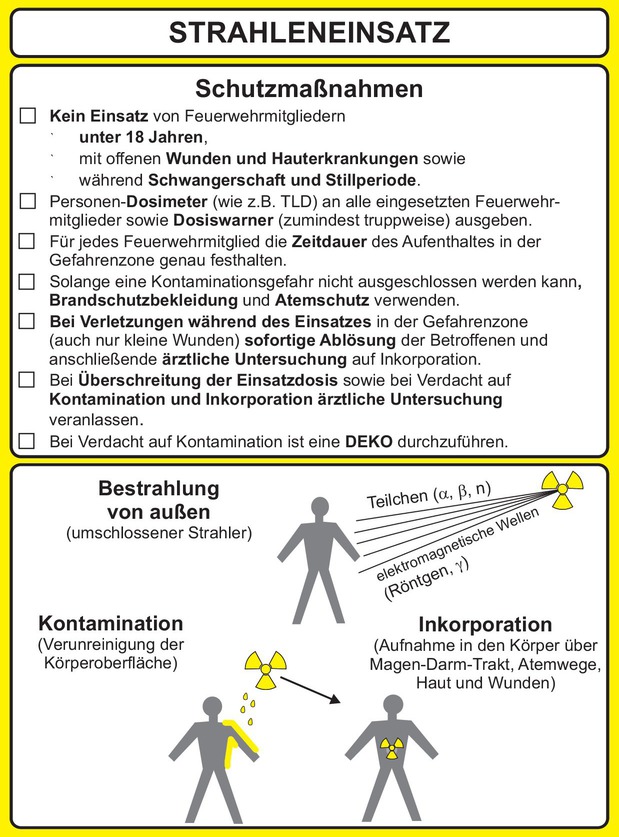 STRAHLENEINSATZ
Schutzmaßnahmen
Kein Einsatz von Feuerwehrmitgliedern
unter 18 Jahren,
mit offenen Wunden und Hauterkrankungen sowie
während Schwangerschaft und Stillperiode.
Personen-Dosimeter (wie z.B. TLD) an alle eingesetzten Feuerwehr-
mitglieder sowie Dosiswarner (zumindest truppweise) ausgeben.
Für jedes Feuerwehrmitglied die Zeitdauer des Aufenthaltes in der
Gefahrenzone genau festhalten.
Solange eine Kontaminationsgefahr nicht ausgeschlossen werden kann,
Brandschutzbekleidung und Atemschutz verwenden.
Bei Verletzungen während des Einsatzes in der Gefahrenzone
(auch nur kleine Wunden) sofortige Ablösung der Betroffenen und
anschließende ärztliche Untersuchung auf Inkorporation.
Bei Überschreitung der Einsatzdosis sowie bei Verdacht auf
Kontamination und Inkorporation ärztliche Untersuchung
veranlassen.
Bei Verdacht auf Kontamination ist eine DEKO durchzuführen.
Bestrahlung
von außen
(umschlossener Strahler)
Teilchen (α, β, n)
elektromagnetische Wellen
(Röntgen, γ)
Kontamination
(Verunreinigung der
Körperoberfläche)
Inkorporation
(Aufnahme in den Körper über
Magen-Darm-Trakt, Atemwege,
Haut und Wunden)